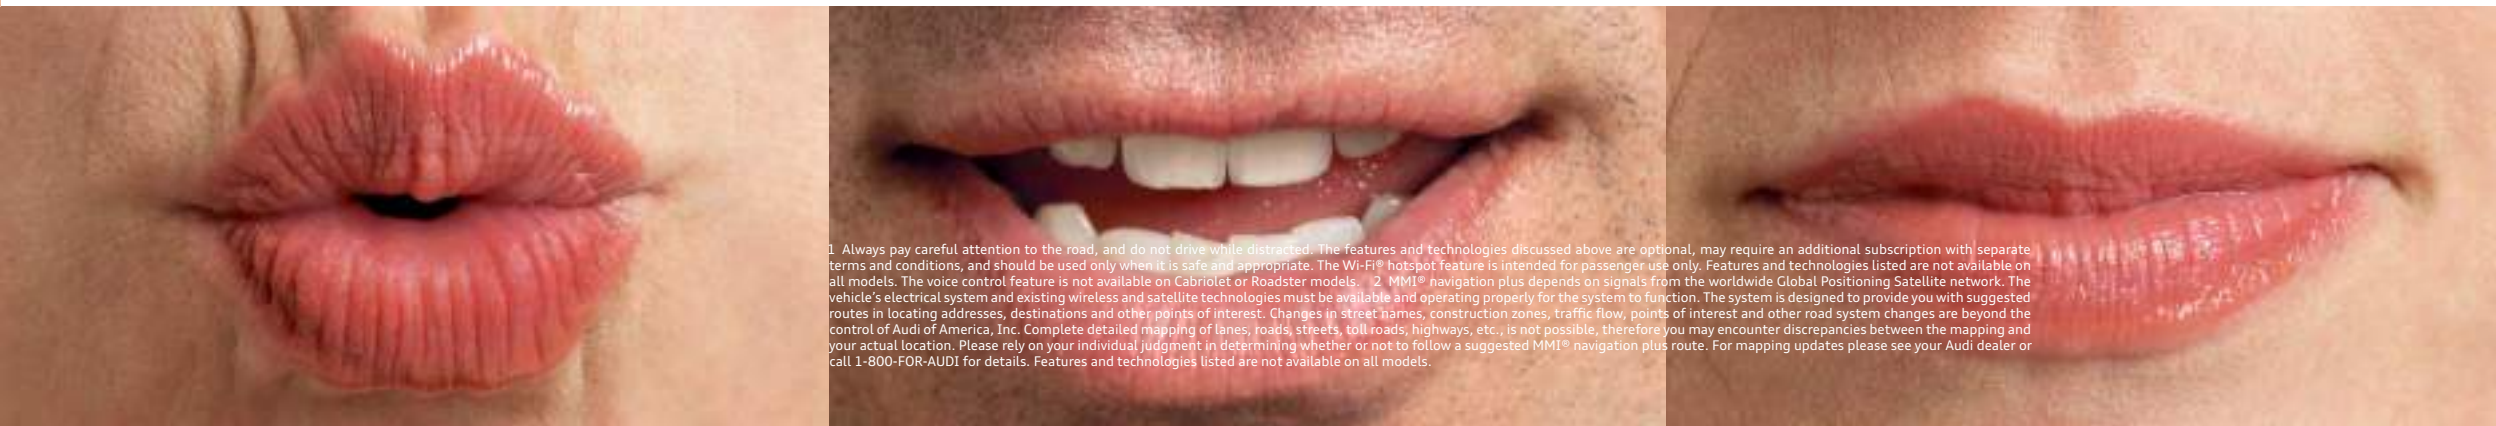 1 Always pay careful attention to the road, and do not drive while distracted. The features and technologies discussed above are optional, may require an additional subscription with separate
terms and conditions, and should be used only when it is safe and appropriate. The Wi-Fi® hotspot feature is intended for passenger use only. Features and technologies listed are not available on
all models. The voice control feature is not available on Cabriolet or Roadster models. 2 MMI® navigation plus depends on signals from the worldwide Global Positioning Satellite network. The
vehicle’s electrical system and existing wireless and satellite technologies must be available and operating properly for the system to function. The system is designed to provide you with suggested
routes in locating addresses, destinations and other points of interest. Changes in street names, construction zones, traffic flow, points of interest and other road system changes are beyond the
control of Audi of America, Inc. Complete detailed mapping of lanes, roads, streets, toll roads, highways, etc., is not possible, therefore you may encounter discrepancies between the mapping and
your actual location. Please rely on your individual judgment in determining whether or not to follow a suggested MMI® navigation plus route. For mapping updates please see your Audi dealer or
call 1-800-FOR-AUDI for details. Features and technologies listed are not available on all models.